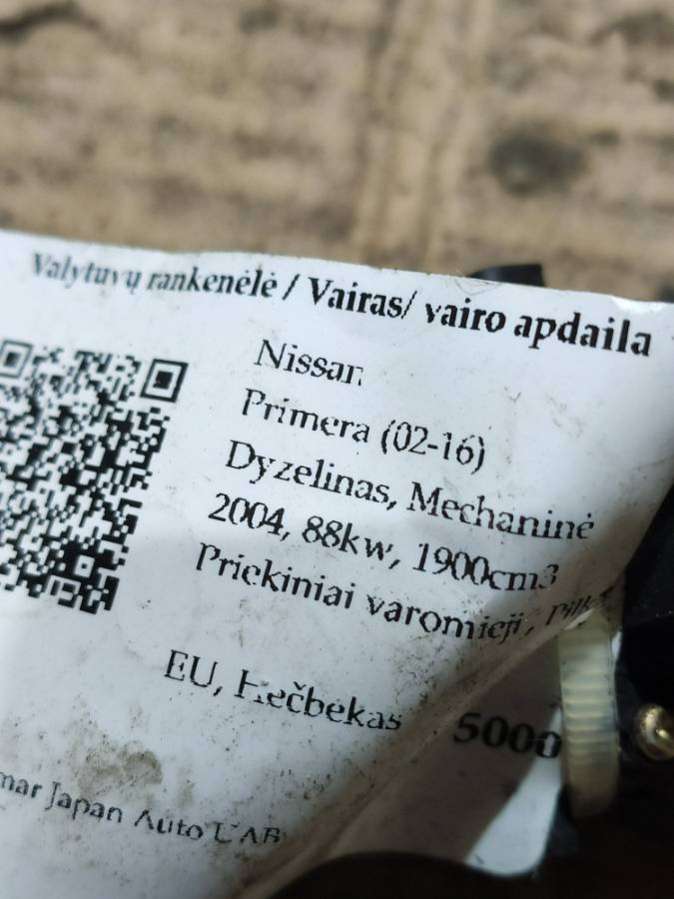 Valytuvų rankenėlė / Vairas/ vairo apdaila
Nissan
Primera (02-16)
Dyzelinas, Mechaninė
2004, 88kw, 1900cm3
Priekiniai varomieji,
EU, Hečbekas 5000
Japan Auto UAB